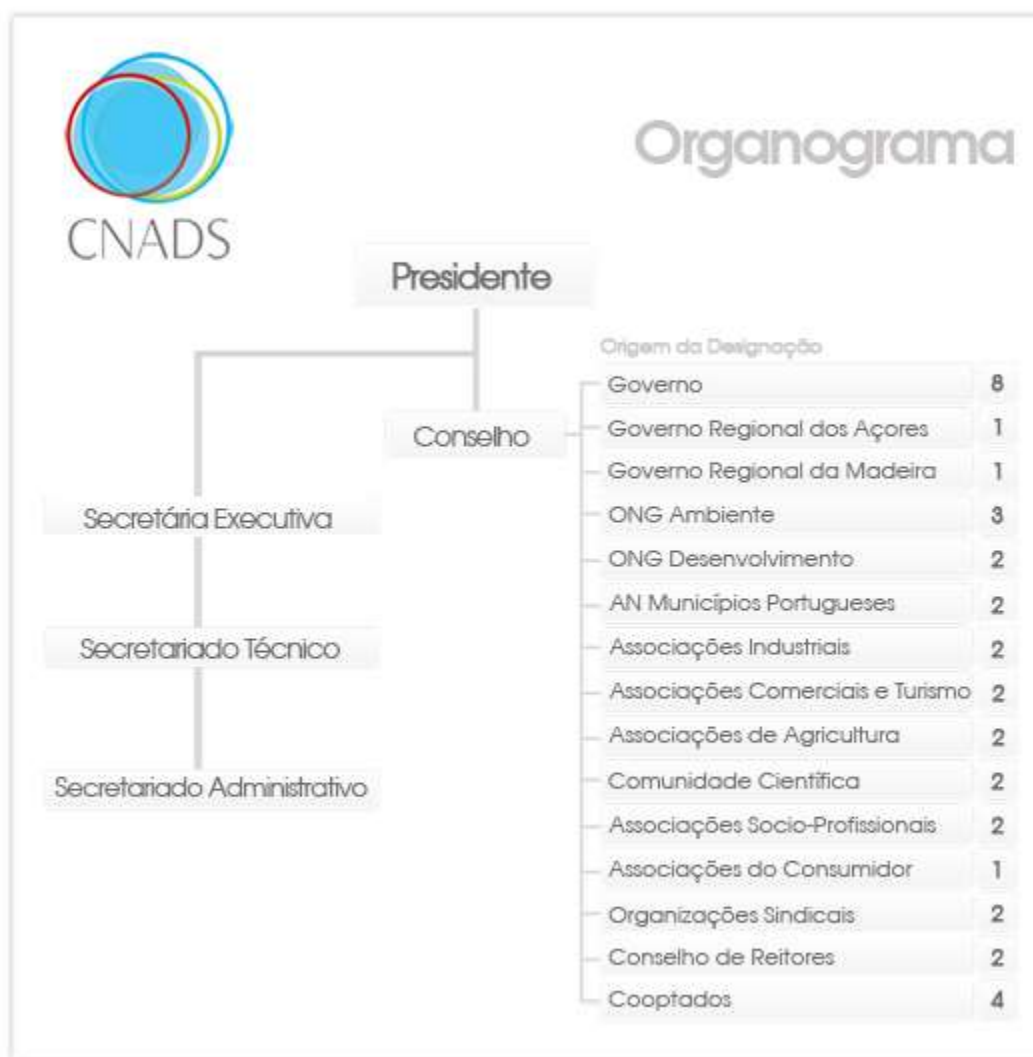 CNADS
Organograma
Presidente
Conselho
Secretária Executiva
Secretariado Técnico
Secretariado Administrativo
Origem da Designação
Governo 8
Governo Regional dos Açores 1
Governo Regional da Madeira 1
ONG Ambiente 3
ONG Desenvolvimento 2
AN Municípios Portugueses 2
Associações Industriais 2
Associações Comerciais e Turismo 2
Associações de Agricultura 2
Comunidade Científica 2
Associações Socio-Profissionais 2
Associações do Consumidor 1
Organizações Sindicais 2
Conselho de Reitores 2
Cooptados 4